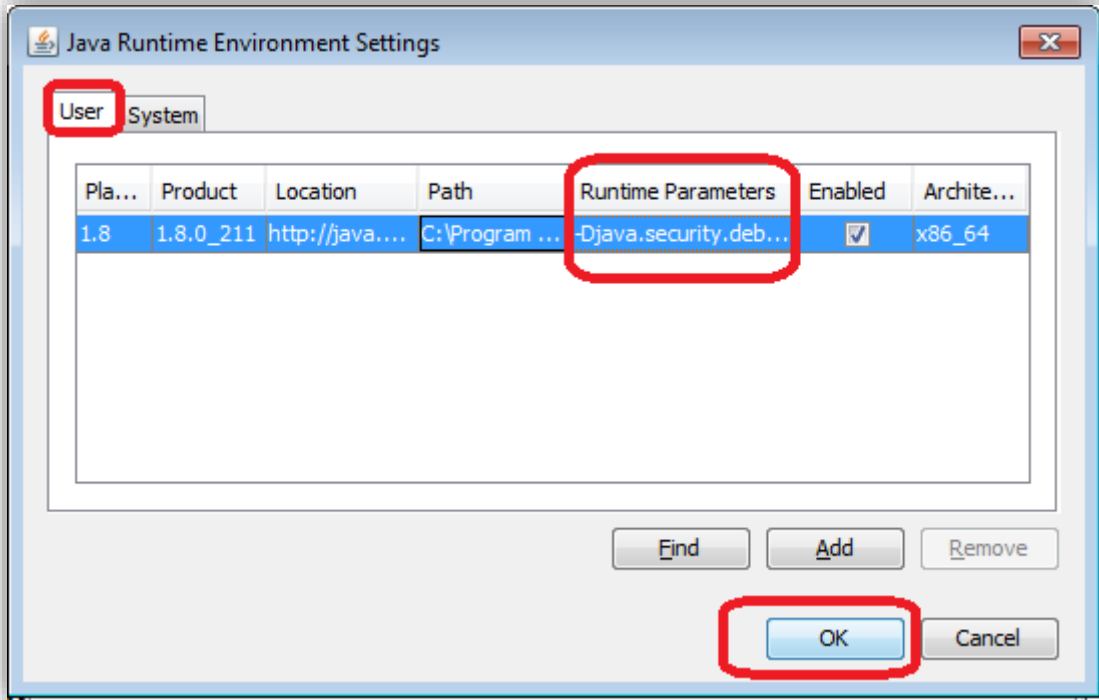 Java Runtime Environment Settings
User System
Pla... Product Location Path Runtime Parameters Enabled Archite...
1.8 1.8.0_211 http://java.... C:\Program ... -Djava.security.deb... x86_64
Find Add Remove
OK Cancel